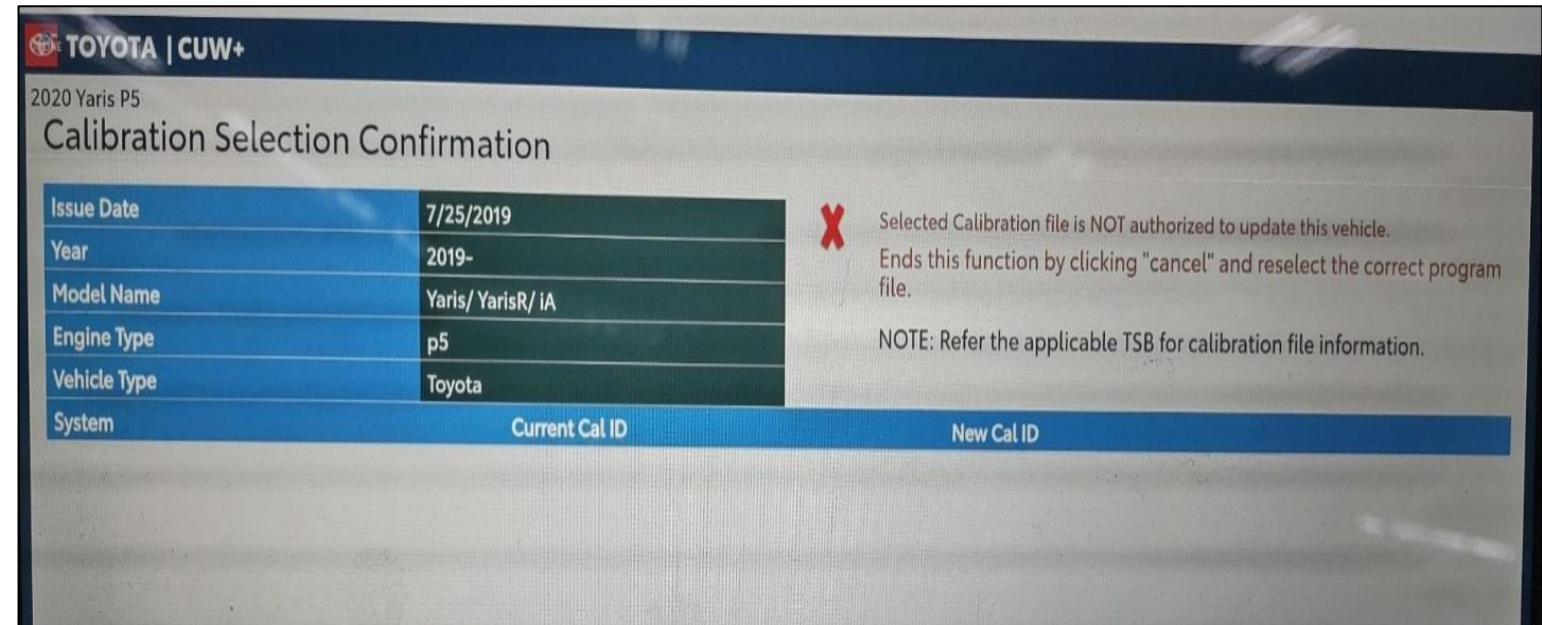 TOYOTA | CUW+
2020 Yaris P5
Calibration Selection Confirmation
Issue Date 7/25/2019
Year 2019-
Model Name Yaris/ YarisR/ iA
Engine Type p5
Vehicle Type Toyota
Selected Calibration file is NOT authorized to update this vehicle.
Ends this function by clicking "cancel" and reselect the correct program
file.
NOTE: Refer the applicable TSB for calibration file information.
System Current Cal ID New Cal ID